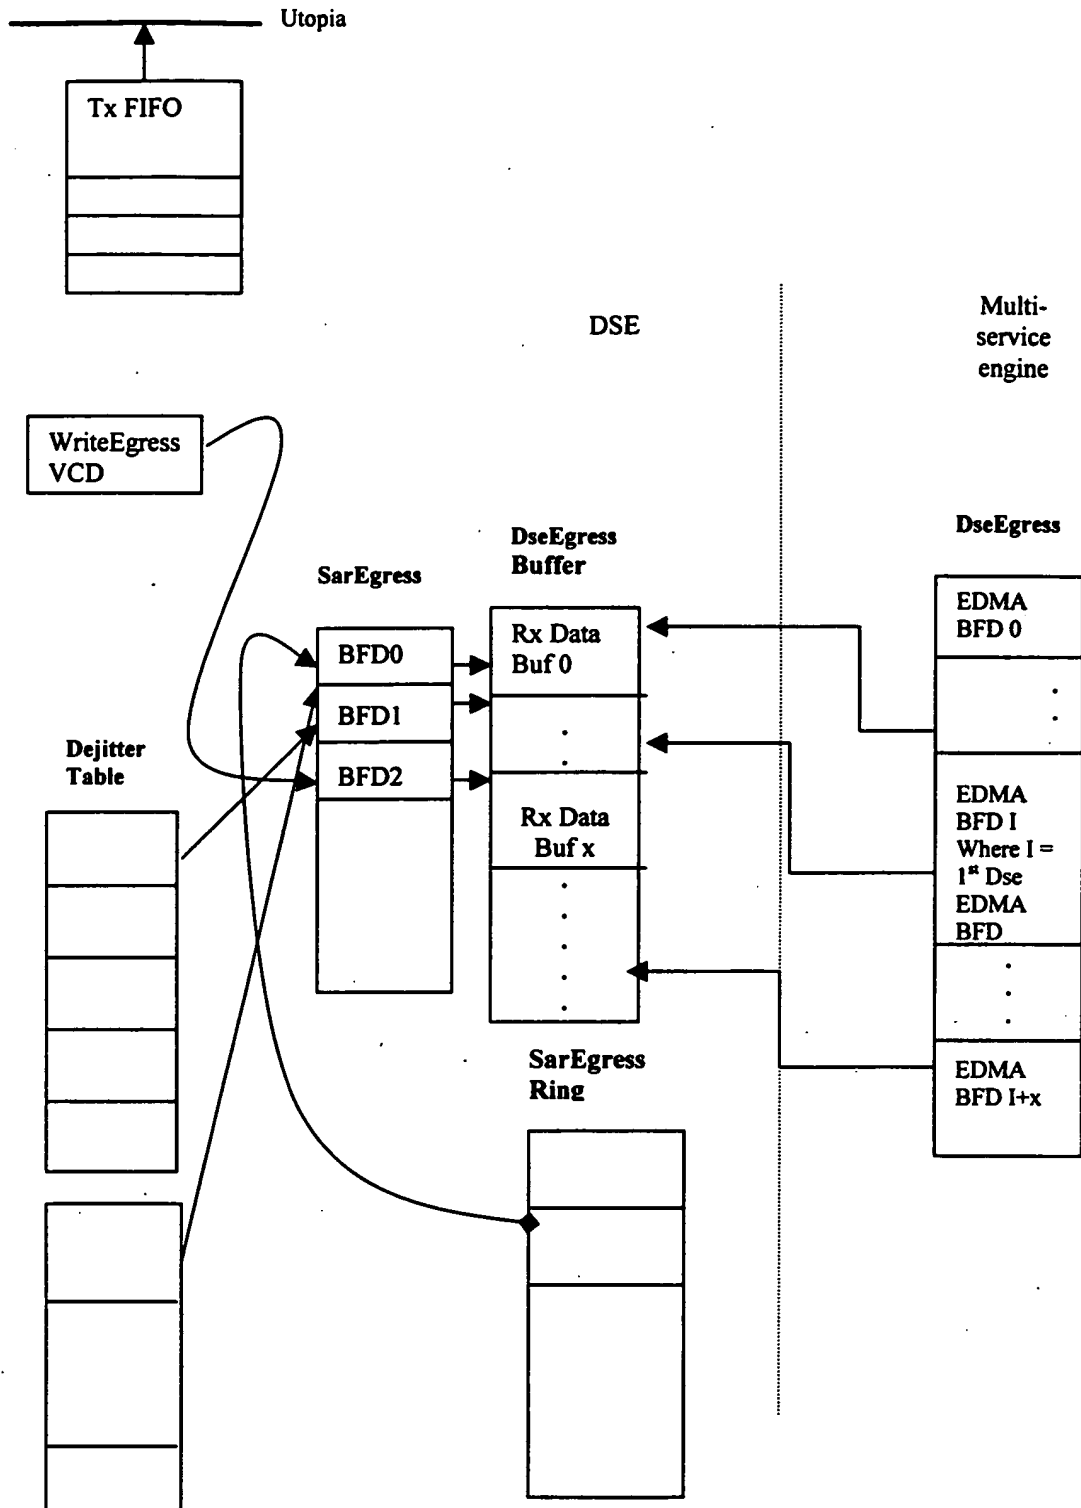 Utopia
Tx FIFO
DSE
Multi-
service
engine
WriteEgress
VCD
SarEgress
DseEgress
Buffer
DseEgress
BFD0
BFD1
BFD2
Rx Data
Buf 0
Rx Data
Buf x
EDMA
BFD 0
EDMA
BFD I
Where I =
1st Dse
EDMA
BFD
EDMA
BFD I+x
Dejitter
Table
SarEgress
Ring